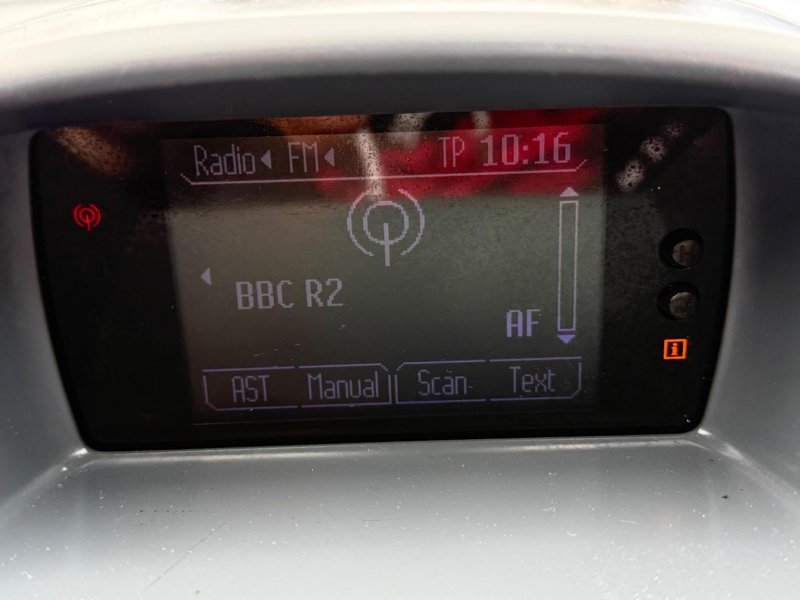 Radio FM TP 10:16
BBC R2
AF
AST Manual Scan Text
H
i